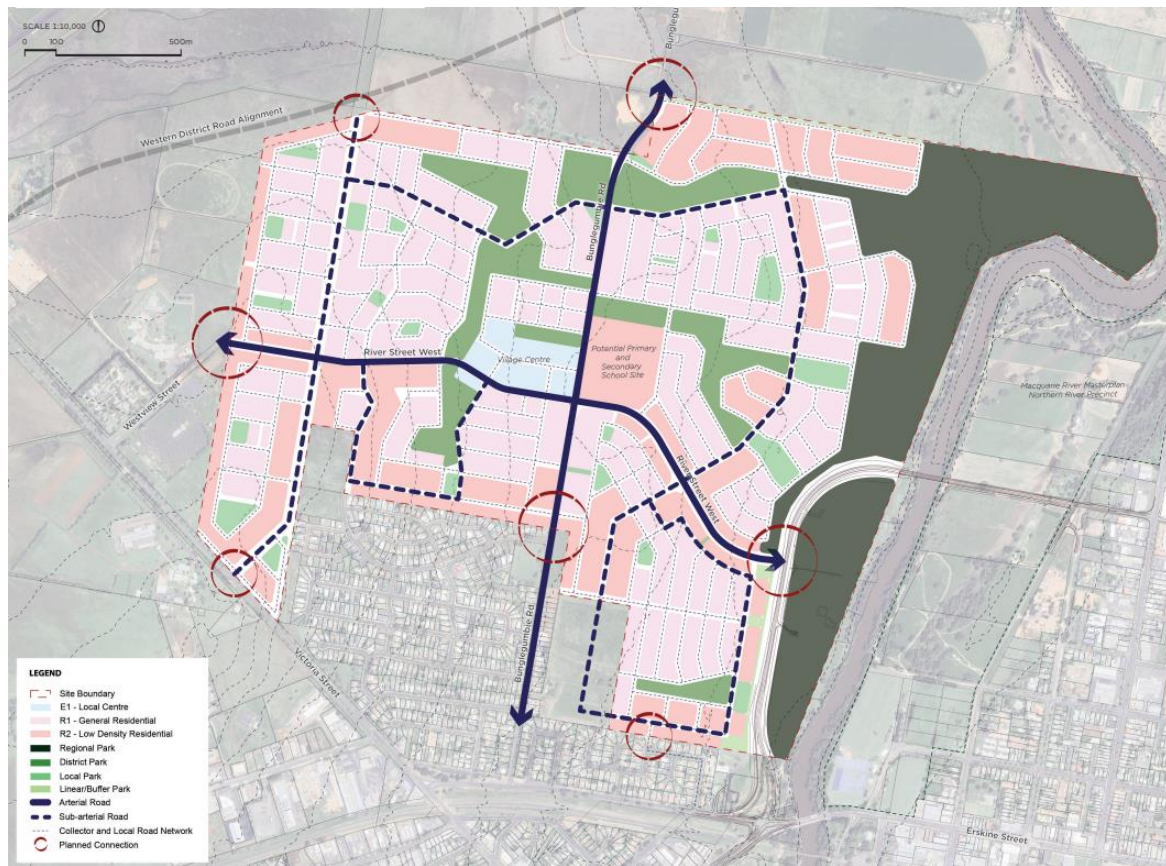 SCALE 1:10,000
0 100 500m
Bunglegumbie Rd
Western District Road Alignment
Bunglegumbie Rd
River Street West
Village Centre
Potential Primary
and
Secondary
School Site
Macquarie River Masterplan
Northern River Precinct
Westview Street
River Street West
Bunglegumbie Rd
Victoria Street
Erskine Street
LEGEND
Site Boundary
E1 - Local Centre
R1 - General Residential
R2 - Low Density Residential
Regional Park
District Park
Local Park
Linear/Buffer Park
Arterial Road
Sub-arterial Road
Collector and Local Road Network
Planned Connection